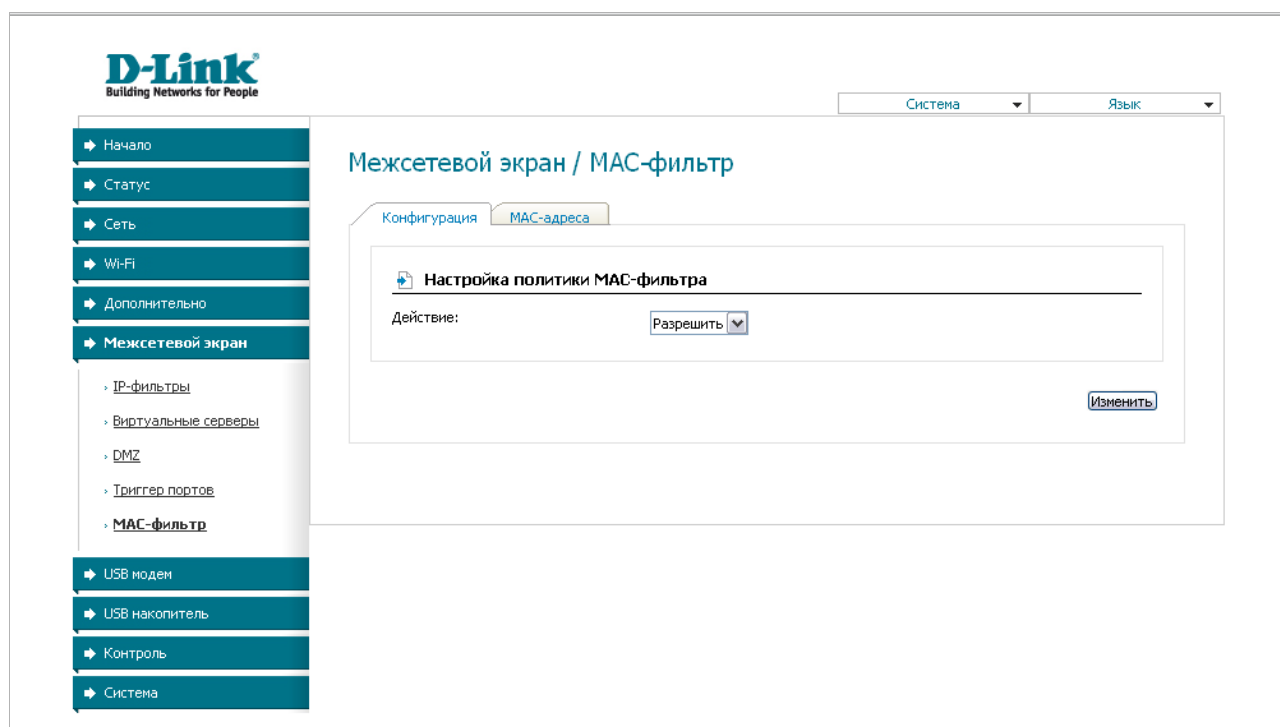 D-Link
Building Networks for People
Система
Язык
Начало
Статус
Сеть
Wi-Fi
Дополнительно
Межсетевой экран
IP-фильтры
Виртуальные серверы
DMZ
Триггер портов
MAC-фильтр
USB модем
USB накопитель
Контроль
Система
Межсетевой экран / MAC-фильтр
Конфигурация
MAC-адреса
Настройка политики MAC-фильтра
Действие:
Разрешить
Изменить